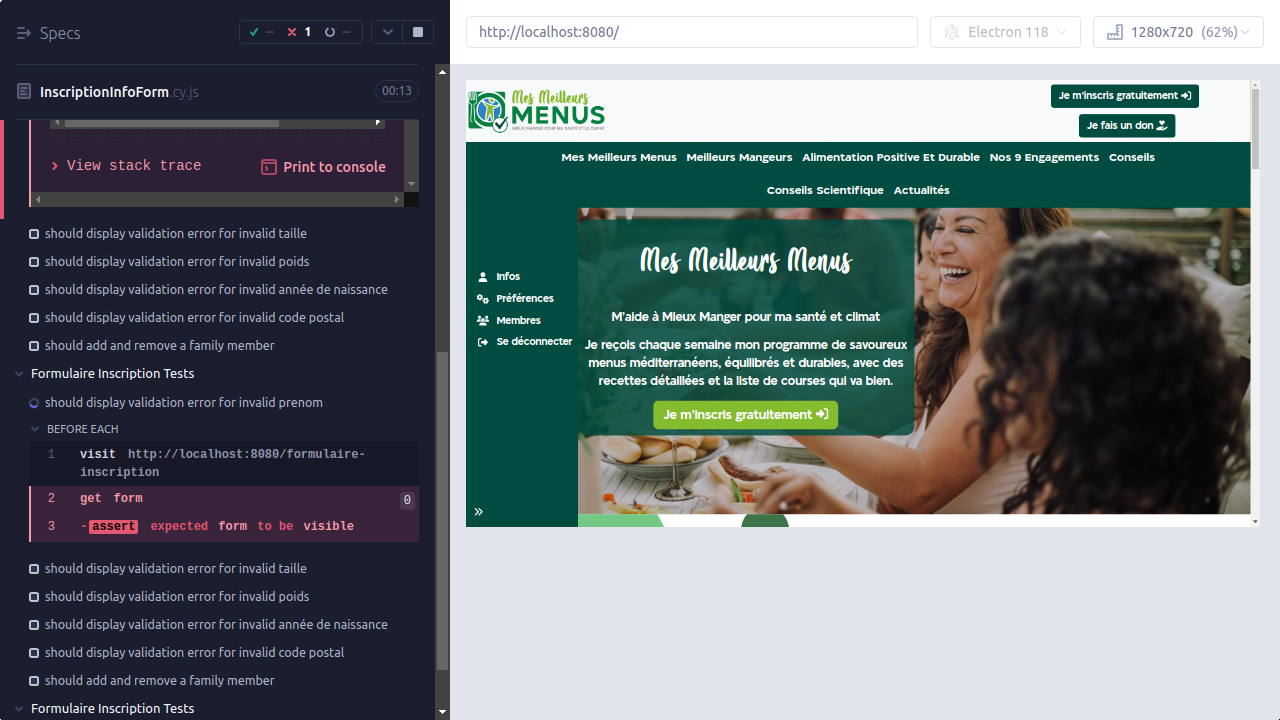 Specs
--
1
--
InscriptionInfoForm.cy.js
00:13
View stack trace
Print to console
should display validation error for invalid taille
should display validation error for invalid poids
should display validation error for invalid année de naissance
should display validation error for invalid code postal
should add and remove a family member
Formulaire Inscription Tests
should display validation error for invalid prenom
BEFORE EACH
1 visit http://localhost:8080/formulaire-
inscription
2 get form 0
3 -assert expected form to be visible
should display validation error for invalid taille
should display validation error for invalid poids
should display validation error for invalid année de naissance
should display validation error for invalid code postal
should add and remove a family member
Formulaire Inscription Tests
http://localhost:8080/
Electron 118
1280x720 (62%)
Mes Meilleurs
MENUS
MIEUX MANGER POUR MA SANTÉ ET LE CLIMAT
Je m'inscris gratuitement
Je fais un don
Mes Meilleurs Menus Meilleurs Mangeurs Alimentation Positive Et Durable Nos 9 Engagements Conseils
Conseils Scientifique Actualités
Infos
Préférences
Membres
Se déconnecter
Mes Meilleurs Menus
M'aide à Mieux Manger pour ma santé et climat
Je reçois chaque semaine mon programme de savoureux
menus méditerranéens, équilibrés et durables, avec des
recettes détaillées et la liste de courses qui va bien.
Je m'inscris gratuitement